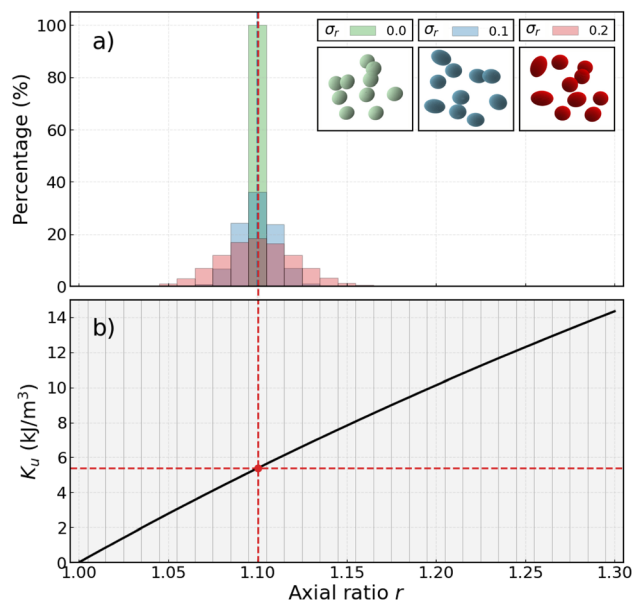 a)
σr 0.0
σr 0.1
σr 0.2
100
80
60
40
20
0
Percentage (%)
b)
14
12
10
8
6
4
2
0
Ku (kJ/m³)
1.00 1.05 1.10 1.15 1.20 1.25 1.30
Axial ratio r